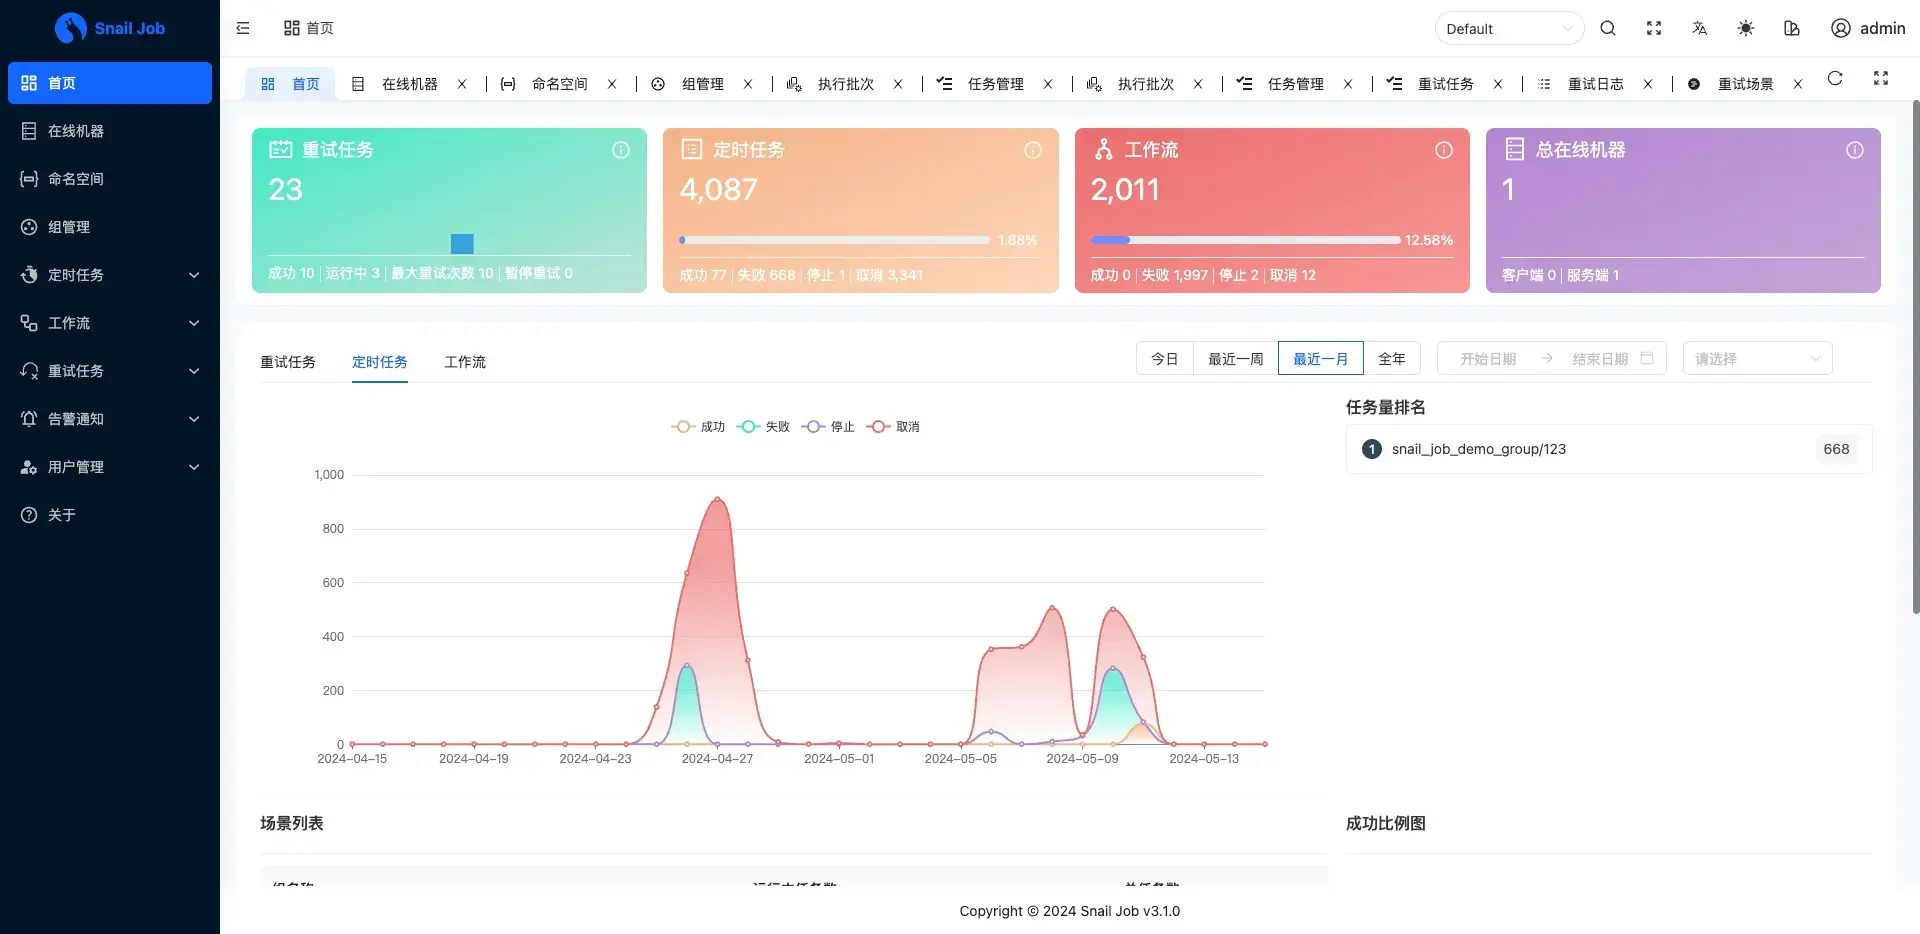 Snail Job
首页
Default
admin
首页
在线机器
命名空间
组管理
定时任务
工作流
重试任务
告警通知
用户管理
关于
首页 在线机器 命名空间 组管理 执行批次 任务管理 执行批次 任务管理 重试任务 重试日志 重试场景
重试任务
23
成功 10 | 运行中 3 | 最大重试次数 10 | 暂停重试 0
定时任务
4,087
1.88%
成功 77 | 失败 668 | 停止 1 | 取消 3,341
工作流
2,011
12.58%
成功 0 | 失败 1,997 | 停止 2 | 取消 12
总在线机器
1
客户端 0 | 服务端 1
重试任务 定时任务 工作流
今日 最近一周 最近一月 全年 开始日期 结束日期 请选择
成功 失败 停止 取消
1,000
800
600
400
200
0
2024-04-15 2024-04-19 2024-04-23 2024-04-27 2024-05-01 2024-05-05 2024-05-09 2024-05-13
任务量排名
1 snail_job_demo_group/123 668
场景列表
成功比例图
组名称 运行中任务数 总任务数
Copyright © 2024 Snail Job v3.1.0